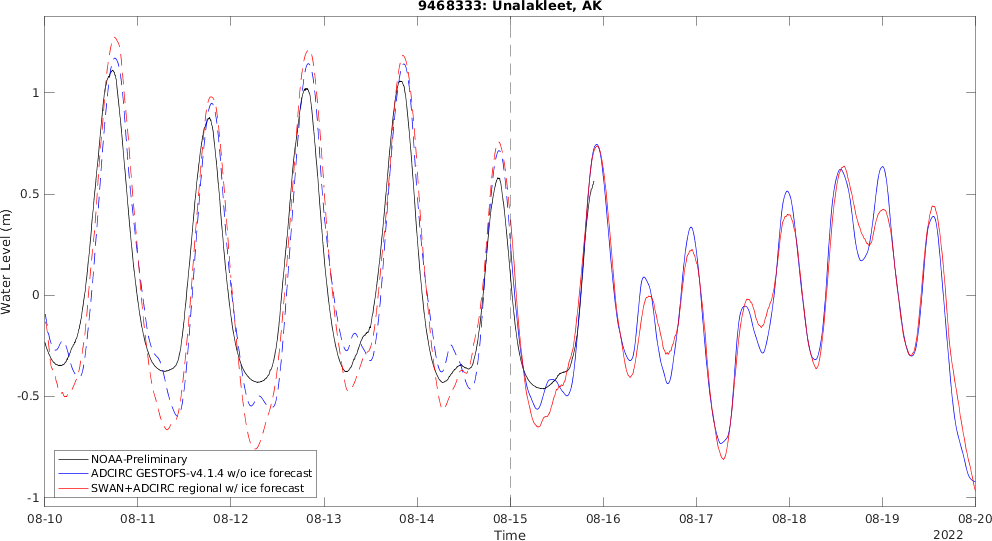 9468333: Unalakleet, AK
Water Level (m)
1
0.5
0
-0.5
-1
NOAA-Preliminary
ADCIRC GESTOFS-v4.1.4 w/o ice forecast
SWAN+ADCIRC regional w/ ice forecast
08-10 08-11 08-12 08-13 08-14 08-15 08-16 08-17 08-18 08-19 08-20
Time
2022